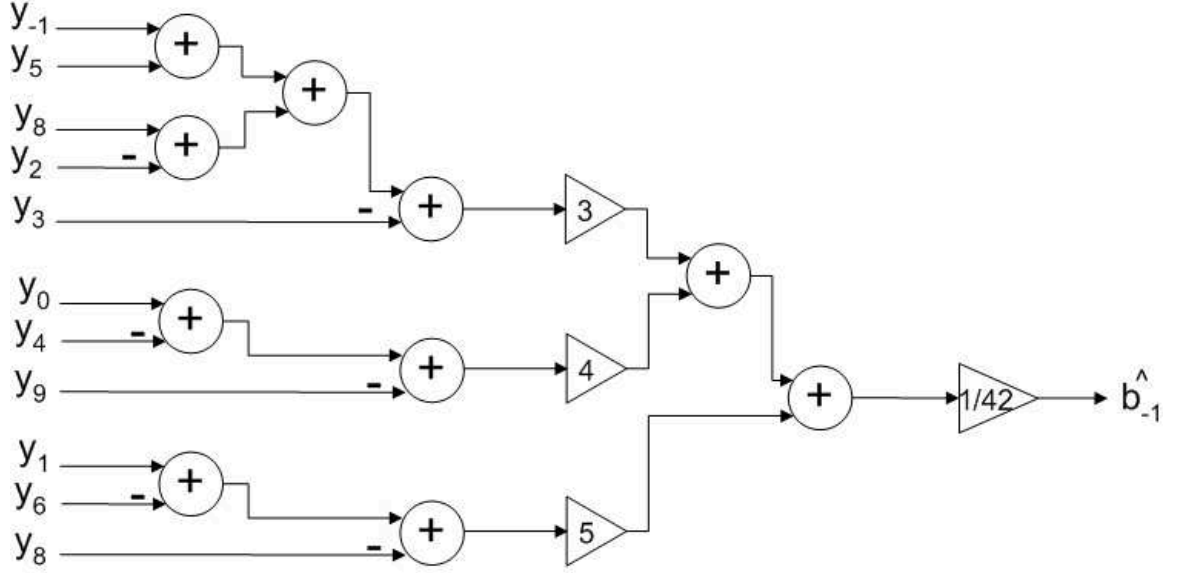 y-1
+
y5
+
y8
+
- y2
- y3
+
3
y0
+
+
- y4
+
4
- y9
+
1/42
b̂-1
y1
+
- y6
+
5
- y8